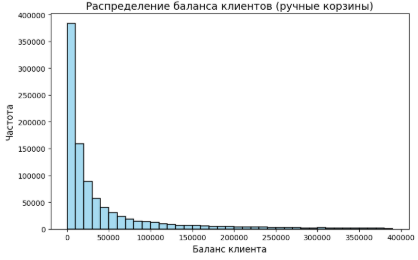 Распределение баланса клиентов (ручные корзины)
400000
350000
300000
250000
200000
150000
100000
50000
0
Частота
0 50000 100000 150000 200000 250000 300000 350000 400000
Баланс клиента